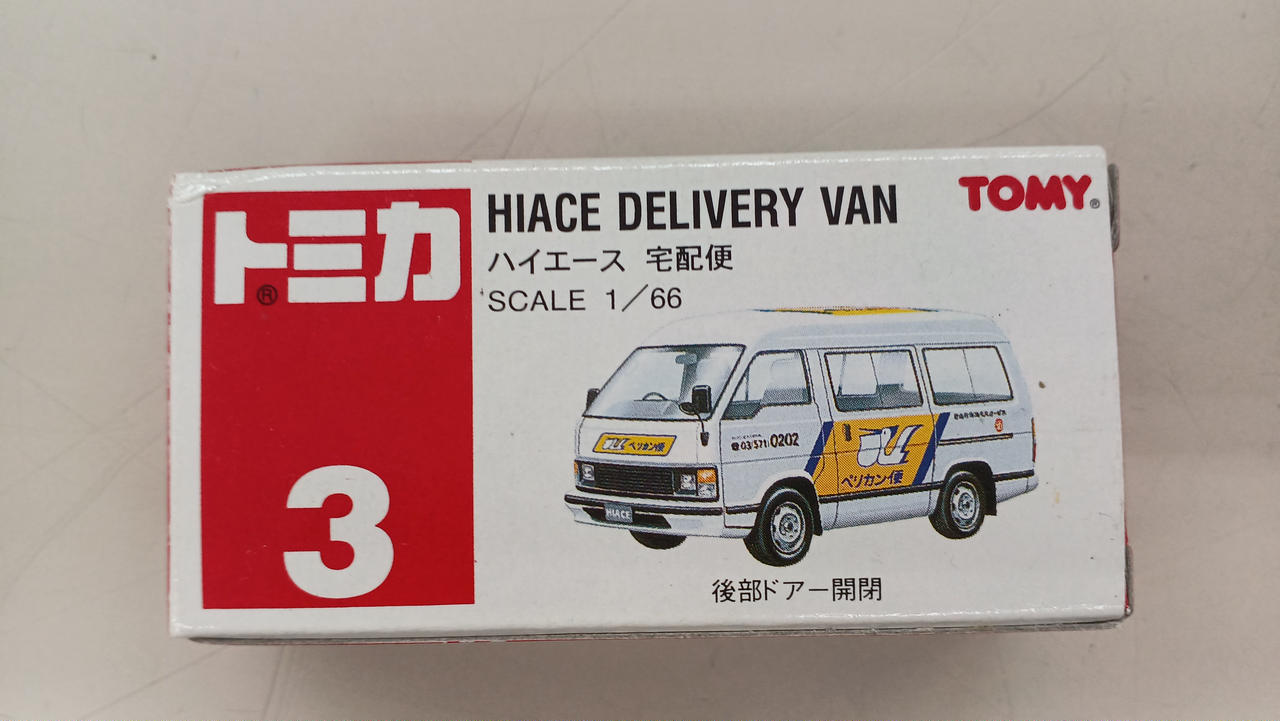 トミカ®
3
HIACE DELIVERY VAN
TOMY®
ハイエース 宅配便
SCALE 1/66
ペリカン便
HIACE
03(571)0202
ペリカン便
後部ドアー開閉